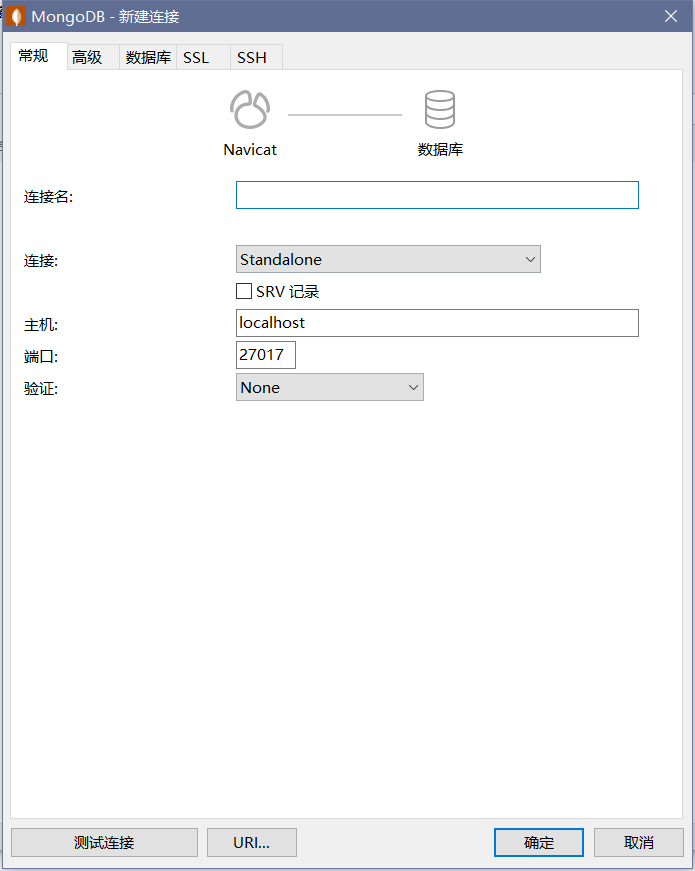 MongoDB - 新建连接
常规 高级 数据库 SSL SSH
Navicat 数据库
连接名:
连接: Standalone
SRV 记录
主机: localhost
端口: 27017
验证: None
测试连接 URI... 确定 取消